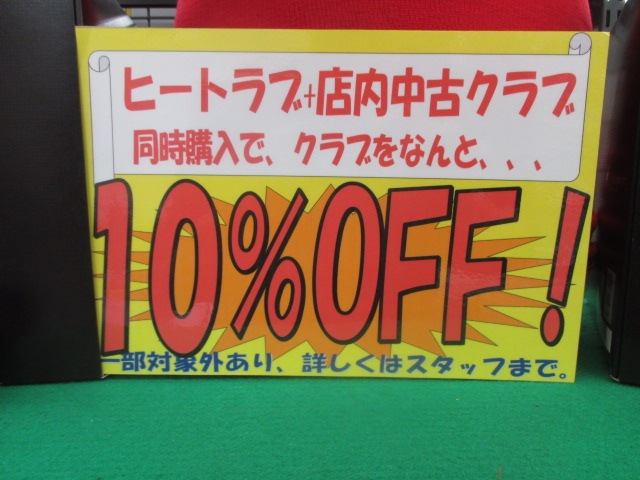 ヒートラブ+店内中古クラブ
同時購入で、クラブをなんと、、、
10%OFF!
一部対象外あり、詳しくはスタッフまで。